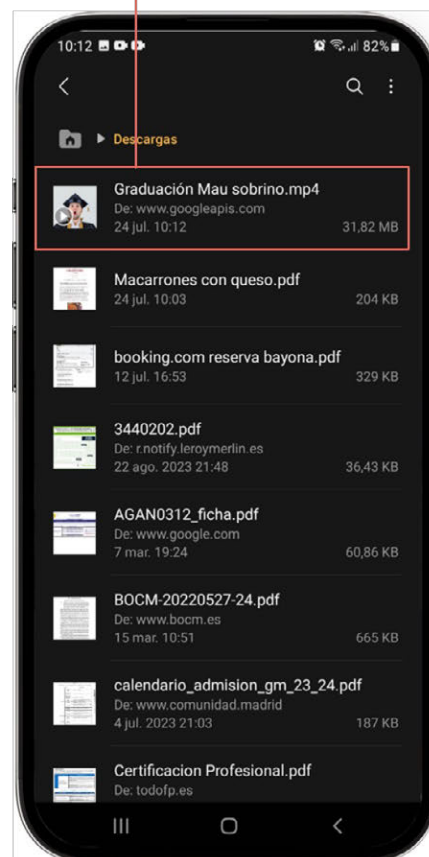 10:12
82%
Descargas
Graduación Mau sobrino.mp4
De: www.googleapis.com
24 jul. 10:12 31,82 MB
Macarrones con queso.pdf
24 jul. 10:03 204 KB
booking.com reserva bayona.pdf
12 jul. 16:53 329 KB
3440202.pdf
De: r.notify.leroymerlin.es
22 ago. 2023 21:48 36,43 KB
AGAN0312_ficha.pdf
De: www.google.com
7 mar. 19:24 60,86 KB
BOCM-20220527-24.pdf
De: www.bocm.es
15 mar. 10:51 665 KB
calendario_admision_gm_23_24.pdf
De: www.comunidad.madrid
4 jul. 2023 21:03 187 KB
Certificacion Profesional.pdf
De: todofp.es